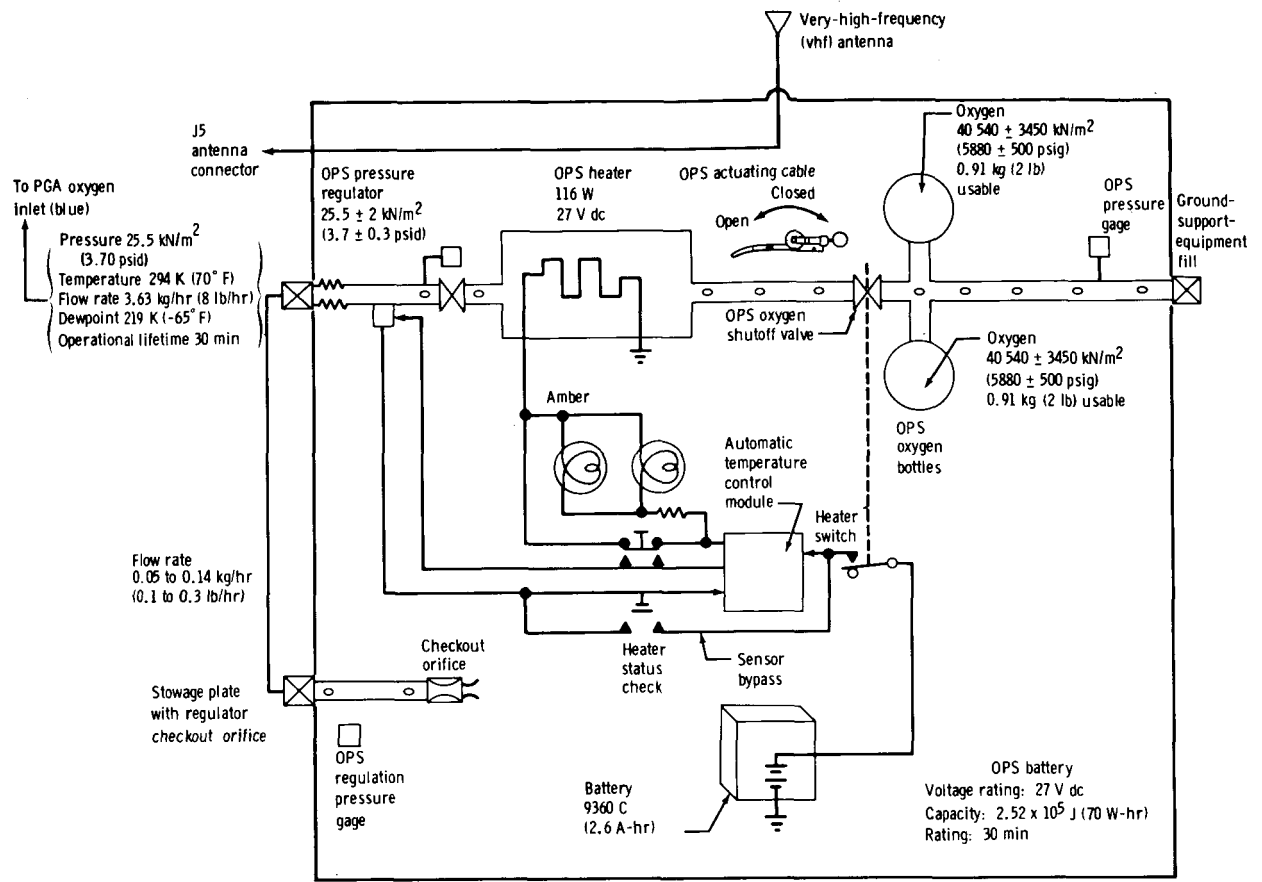 Very-high-frequency
(vhf) antenna
J5
antenna
connector
To PGA oxygen
inlet (blue)
Pressure 25.5 kN/m²
(3.70 psid)
Temperature 294 K (70° F)
Flow rate 3.63 kg/hr (8 lb/hr)
Dewpoint 219 K (-65° F)
Operational lifetime 30 min
OPS pressure
regulator
25.5 ± 2 kN/m²
(3.7 ± 0.3 psid)
OPS heater
116 W
27 V dc
OPS actuating cable
Closed
Open
Oxygen
40 540 ± 3450 kN/m²
(5880 ± 500 psig)
0.91 kg (2 lb)
usable
OPS
pressure
gage
Ground-
support-
equipment
fill
OPS oxygen
shutoff valve
Oxygen
40 540 ± 3450 kN/m²
(5880 ± 500 psig)
0.91 kg (2 lb) usable
OPS
oxygen
bottles
Amber
Automatic
temperature
control
module
Heater
switch
Flow rate
0.05 to 0.14 kg/hr
(0.1 to 0.3 lb/hr)
Checkout
orifice
Heater
status
check
Sensor
bypass
Stowage plate
with regulator
checkout orifice
OPS
regulation
pressure
gage
Battery
9360 C
(2.6 A-hr)
OPS battery
Voltage rating: 27 V dc
Capacity: 2.52 x 10⁵ J (70 W-hr)
Rating: 30 min